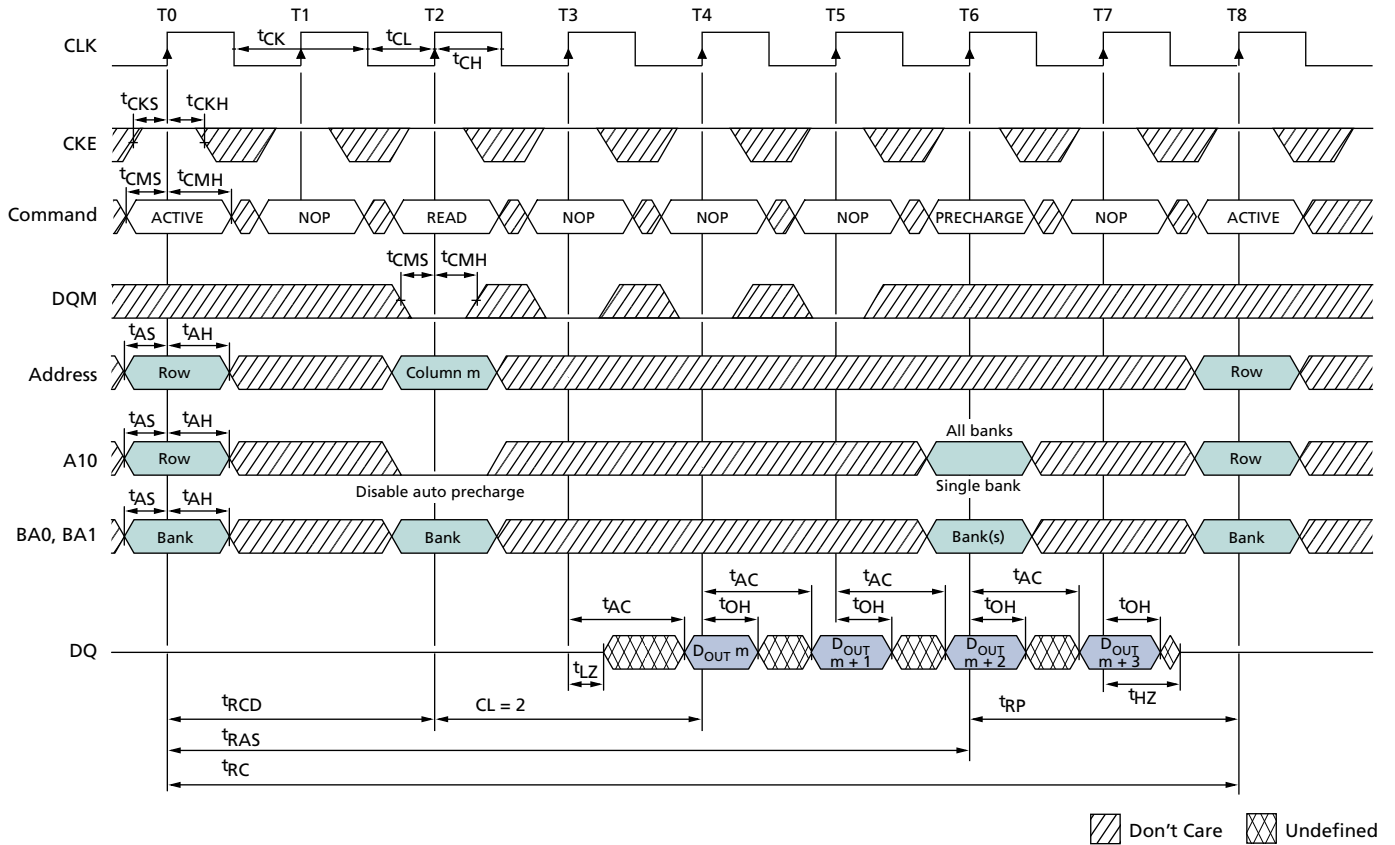 T0 T1 T2 T3 T4 T5 T6 T7 T8
CLK
tCK tCL
tCH
tCKS tCKH
CKE
tCMS tCMH
Command ACTIVE NOP READ NOP NOP NOP PRECHARGE NOP ACTIVE
tCMS tCMH
DQM
tAS tAH
Address Row Column m Row
tAS tAH All banks
A10 Row Row
Disable auto precharge Single bank
tAS tAH
BA0, BA1 Bank Bank Bank(s) Bank
tAC tAC tAC
tAC tOH tOH tOH tOH
DQ DOUT m DOUT m + 1 DOUT m + 2 DOUT m + 3
tLZ tHZ
tRCD CL = 2 tRP
tRAS
tRC
Don't Care Undefined